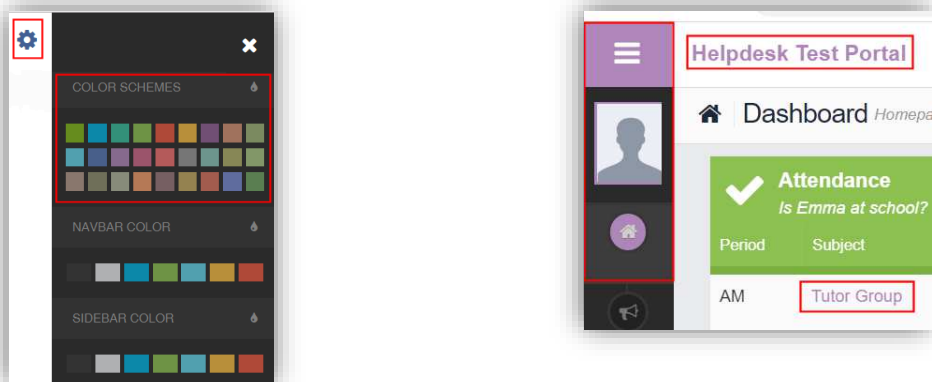 COLOR SCHEMES
NAVBAR COLOR
SIDEBAR COLOR
Helpdesk Test Portal
Dashboard
Attendance
Is Emma at school?
Period Subject
AM Tutor Group